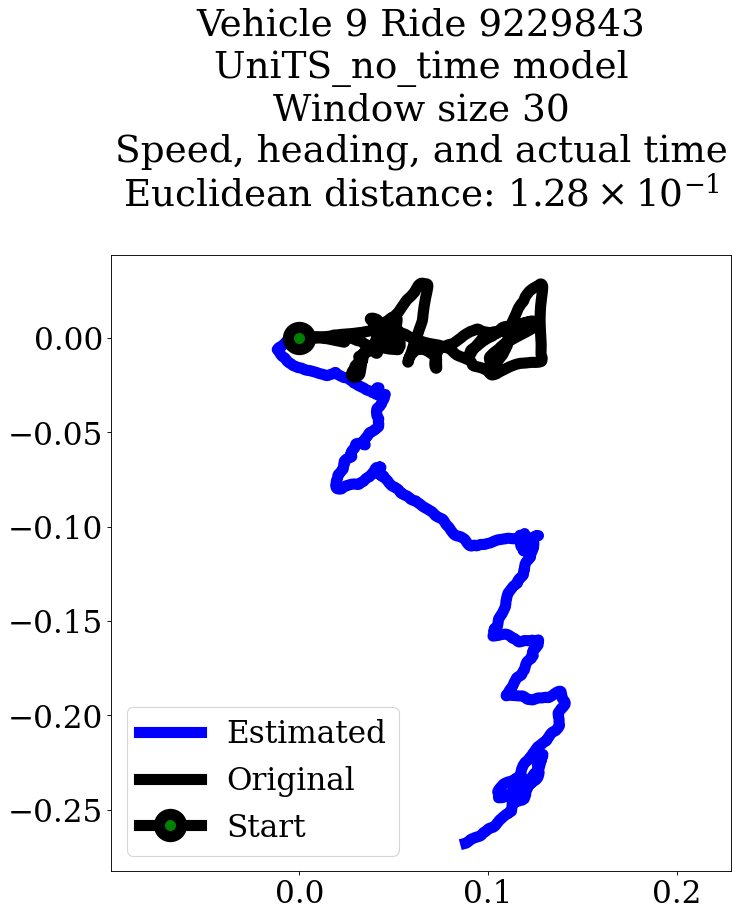 Vehicle 9 Ride 9229843
UniTS_no_time model
Window size 30
Speed, heading, and actual time
Euclidean distance: 1.28 × 10⁻¹
0.00
−0.05
−0.10
−0.15
−0.20
−0.25
Estimated
Original
Start
0.0 0.1 0.2